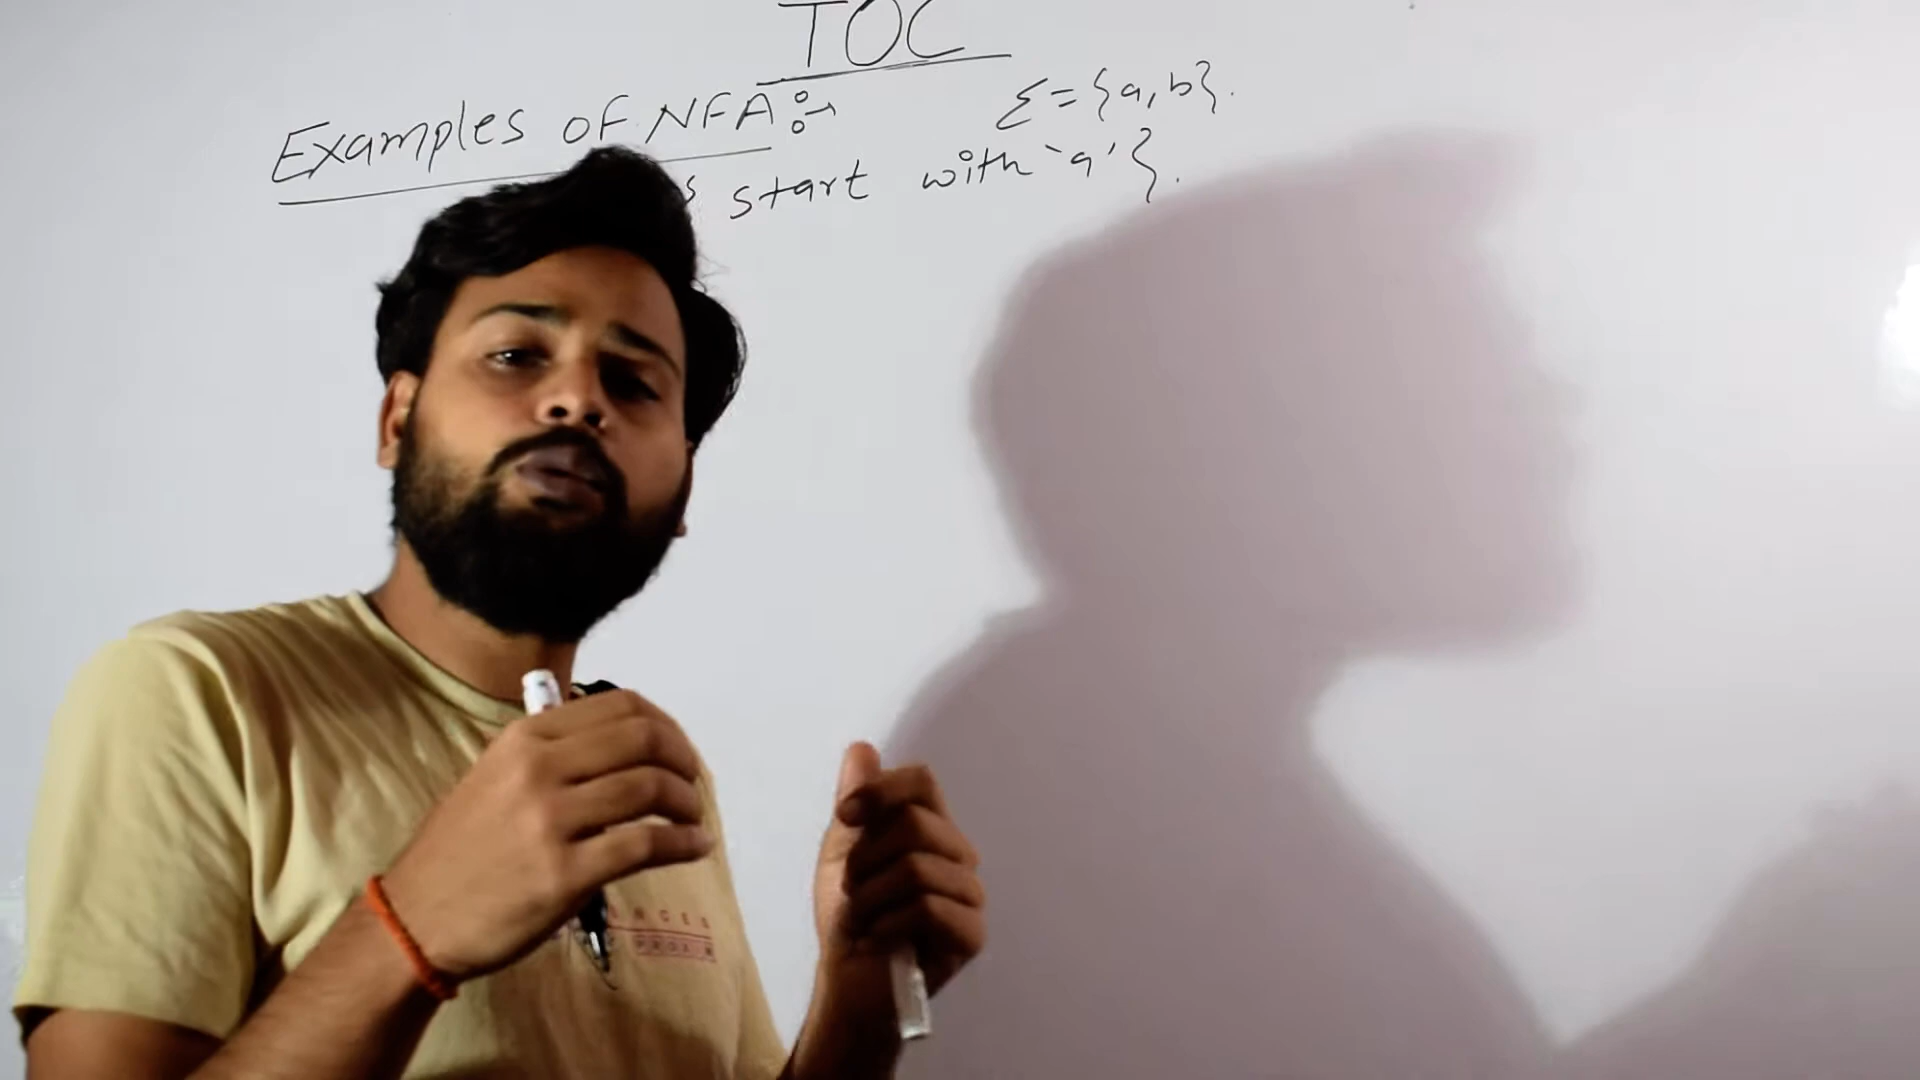 TOC
Examples of NFA:→
Σ={a,b}.
s start with 'a'}.